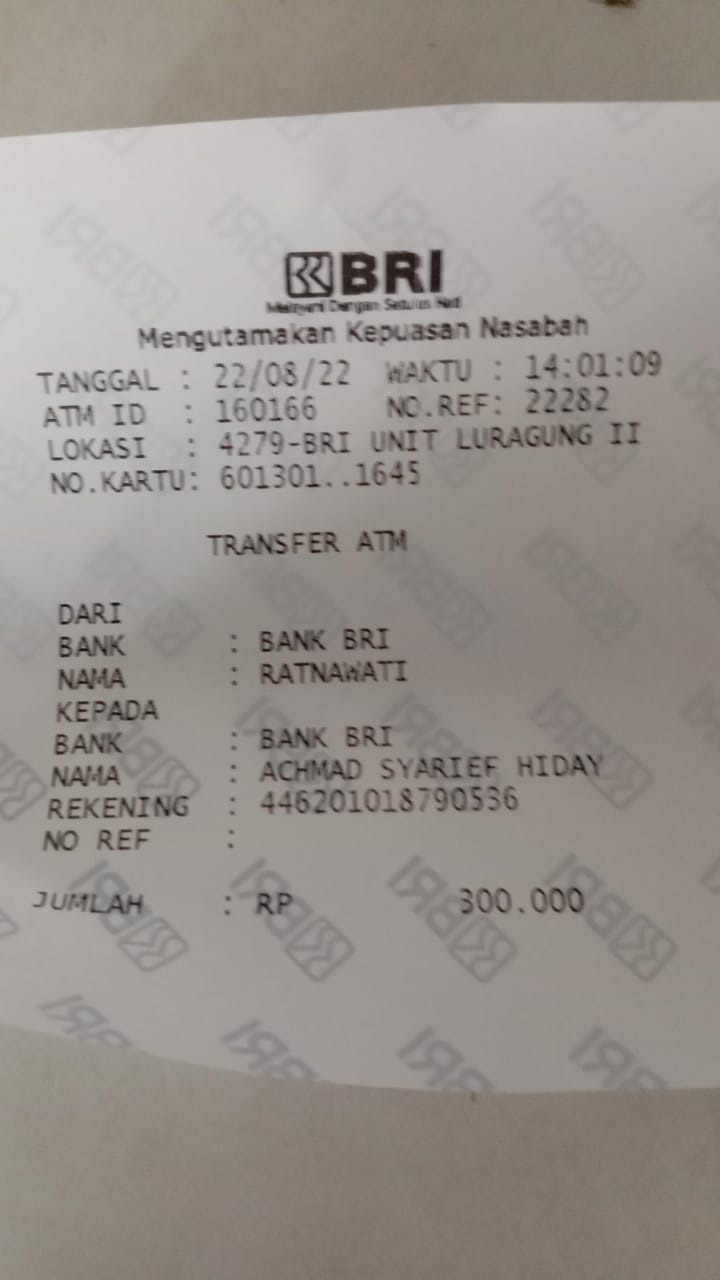 BRI
Melayani Dengan Setulus Hati
Mengutamakan Kepuasan Nasabah
TANGGAL : 22/08/22 WAKTU : 14:01:09
ATM ID : 160166 NO.REF: 22282
LOKASI : 4279-BRI UNIT LURAGUNG II
NO.KARTU: 601301..1645
TRANSFER ATM
DARI
BANK : BANK BRI
NAMA : RATNAWATI
KEPADA
BANK : BANK BRI
NAMA : ACHMAD SYARIEF HIDAY
REKENING : 446201018790536
NO REF :
JUMLAH : RP 300.000